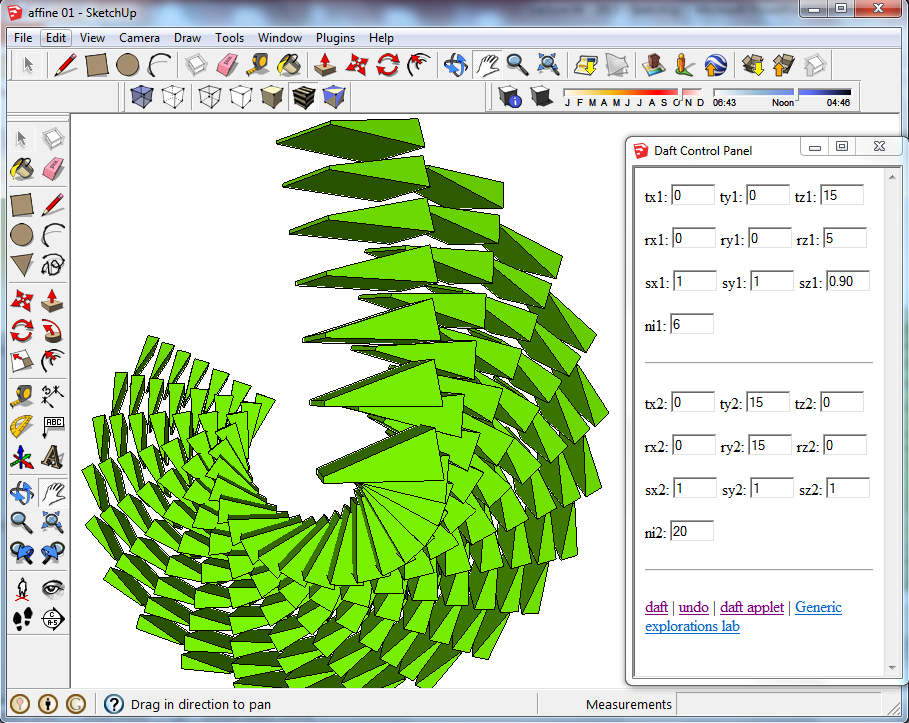 affine 01 - SketchUp
File Edit View Camera Draw Tools Window Plugins Help
J F M A M J J A S O N D 06:43 Noon 04:46
Daft Control Panel
tx1: 0 ty1: 0 tz1: 15
rx1: 0 ry1: 0 rz1: 5
sx1: 1 sy1: 1 sz1: 0.90
ni1: 6
tx2: 0 ty2: 15 tz2: 0
rx2: 0 ry2: 15 rz2: 0
sx2: 1 sy2: 1 sz2: 1
ni2: 20
daft | undo | daft applet | Generic
explorations lab
ABC
Drag in direction to pan Measurements